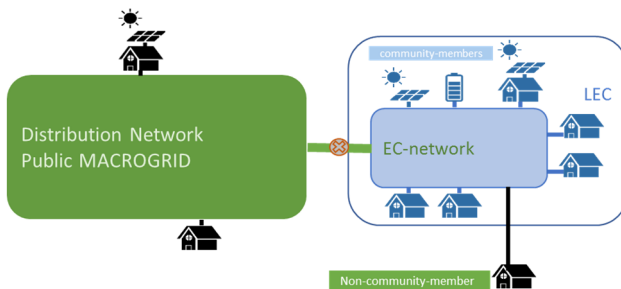 community-members
LEC
Distribution Network
Public MACROGRID
EC-network
Non-community-member